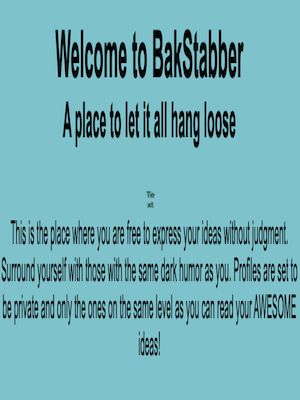 Welcome to BakStabber
A place to let it all hang loose
This is the place where you are free to express your ideas without judgment.
Surround yourself with those with the same dark humor as you. Profiles are set to
be private and only the ones on the same level as you can read your AWESOME
ideas!